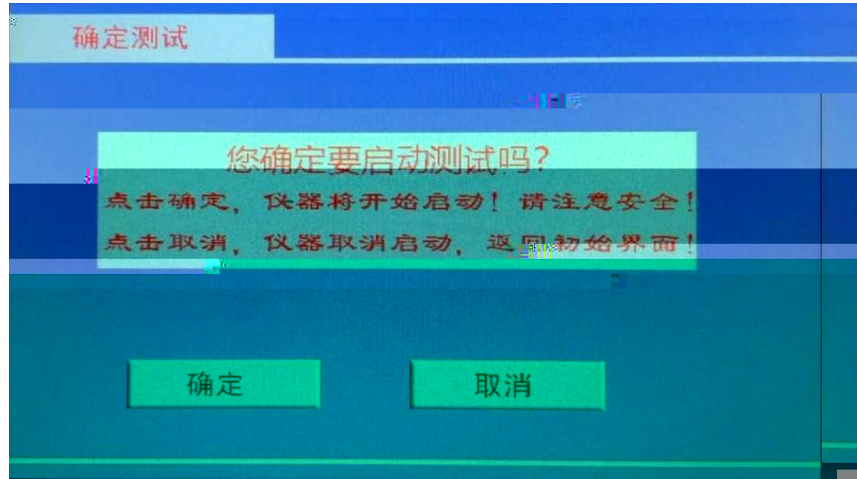 确定测试
您确定要启动测试吗?
点击确定，仪器将开始启动！请注意安全！
点击取消，仪器取消启动，返回初始界面！
确定
取消